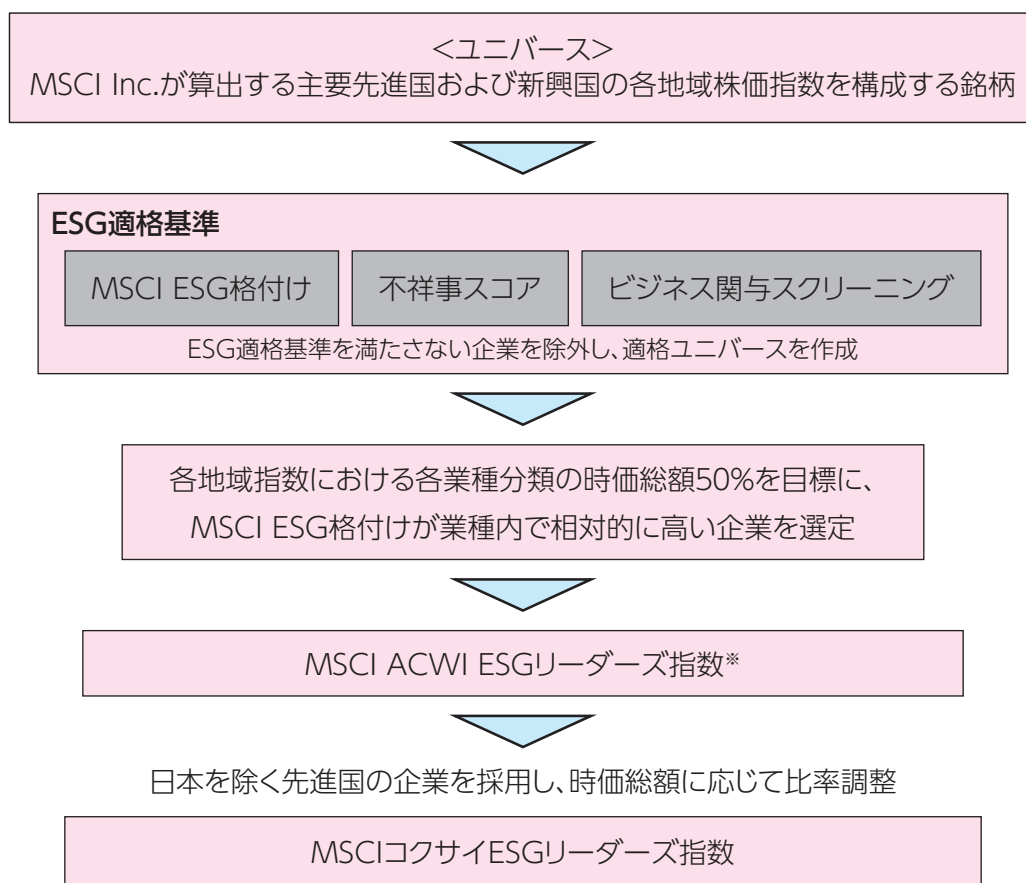 <ユニバース>
MSCI Inc.が算出する主要先進国および新興国の各地域株価指数を構成する銘柄
ESG適格基準
MSCI ESG格付け
不祥事スコア
ビジネス関与スクリーニング
ESG適格基準を満たさない企業を除外し、適格ユニバースを作成
各地域指数における各業種分類の時価総額50%を目標に、
MSCI ESG格付けが業種内で相対的に高い企業を選定
MSCI ACWI ESGリーダーズ指数※
日本を除く先進国の企業を採用し、時価総額に応じて比率調整
MSCIコクサイESGリーダーズ指数